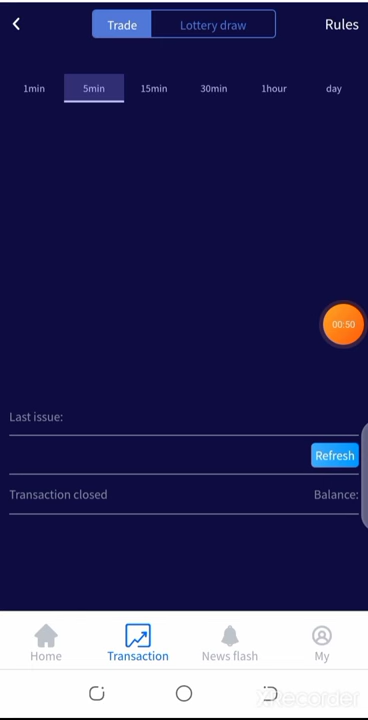 Trade
Lottery draw
Rules
1min
5min
15min
30min
1hour
day
00:50
Last issue:
Refresh
Transaction closed
Balance:
Home
Transaction
News flash
My
XRecorder